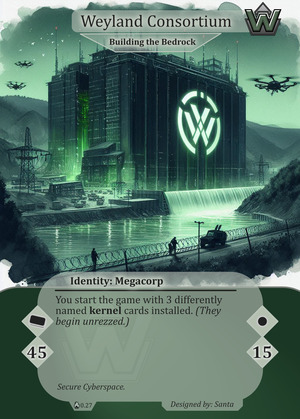 Weyland Consortium
W
Building the Bedrock
W
Identity: Megacorp
You start the game with 3 differently
named kernel cards installed. (They
begin unrezzed.)
45
15
Secure Cyberspace.
0.27
Designed by: Santa